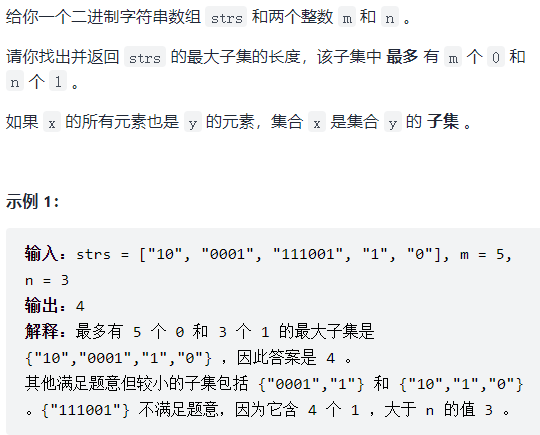 给你一个二进制字符串数组 strs 和两个整数 m 和 n 。
请你找出并返回 strs 的最大子集的长度，该子集中 最多 有 m 个 0 和
n 个 1 。
如果 x 的所有元素也是 y 的元素，集合 x 是集合 y 的 子集 。
示例 1：
输入：strs = ["10", "0001", "111001", "1", "0"], m = 5,
n = 3
输出：4
解释：最多有 5 个 0 和 3 个 1 的最大子集是
{"10","0001","1","0"} ，因此答案是 4 。
其他满足题意但较小的子集包括 {"0001","1"} 和 {"10","1","0"}
。{"111001"} 不满足题意，因为它含 4 个 1 ，大于 n 的值 3 。